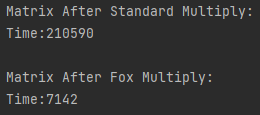 Matrix After Standard Multiply:
Time:210590
Matrix After Fox Multiply:
Time:7142